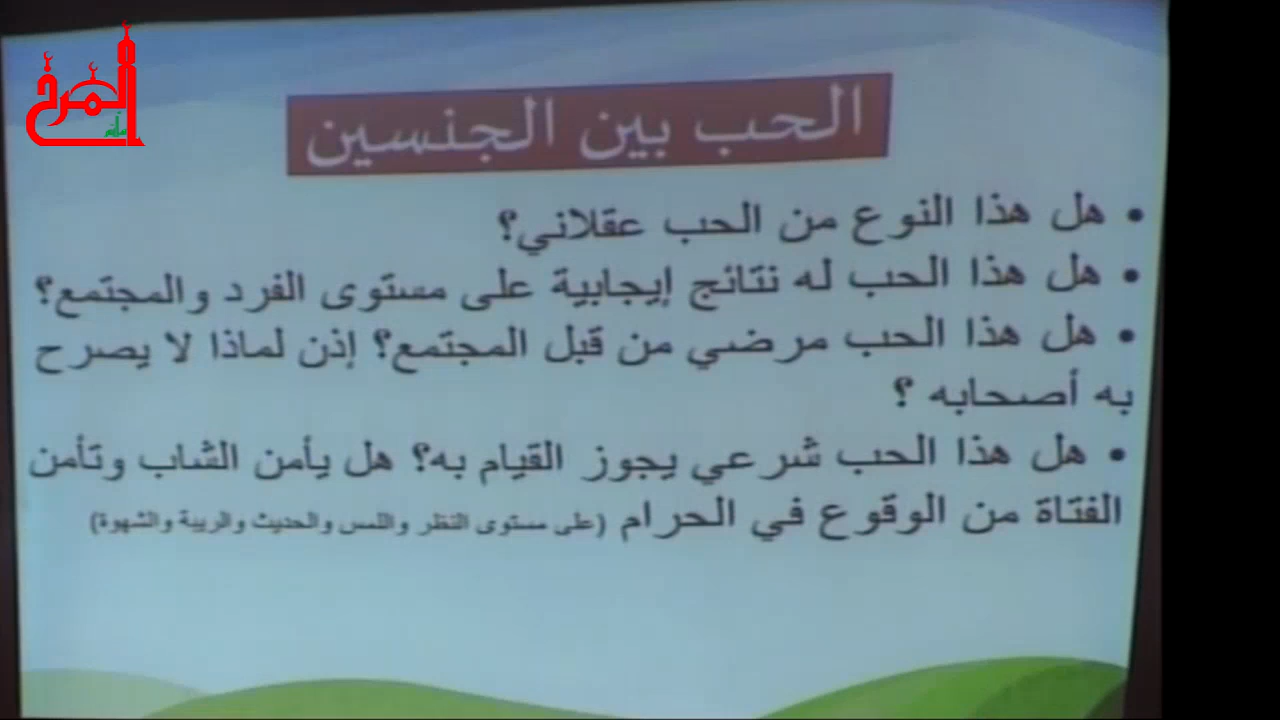 المرخ
الحب بين الجنسين
• هل هذا النوع من الحب عقلاني؟
• هل هذا الحب له نتائج إيجابية على مستوى الفرد والمجتمع؟
• هل هذا الحب مرضي من قبل المجتمع؟ إذن لماذا لا يصرح
به أصحابه ؟
• هل هذا الحب شرعي يجوز القيام به؟ هل يأمن الشاب وتأمن
الفتاة من الوقوع في الحرام (على مستوى النظر واللمس والحديث والريبة والشهوة)